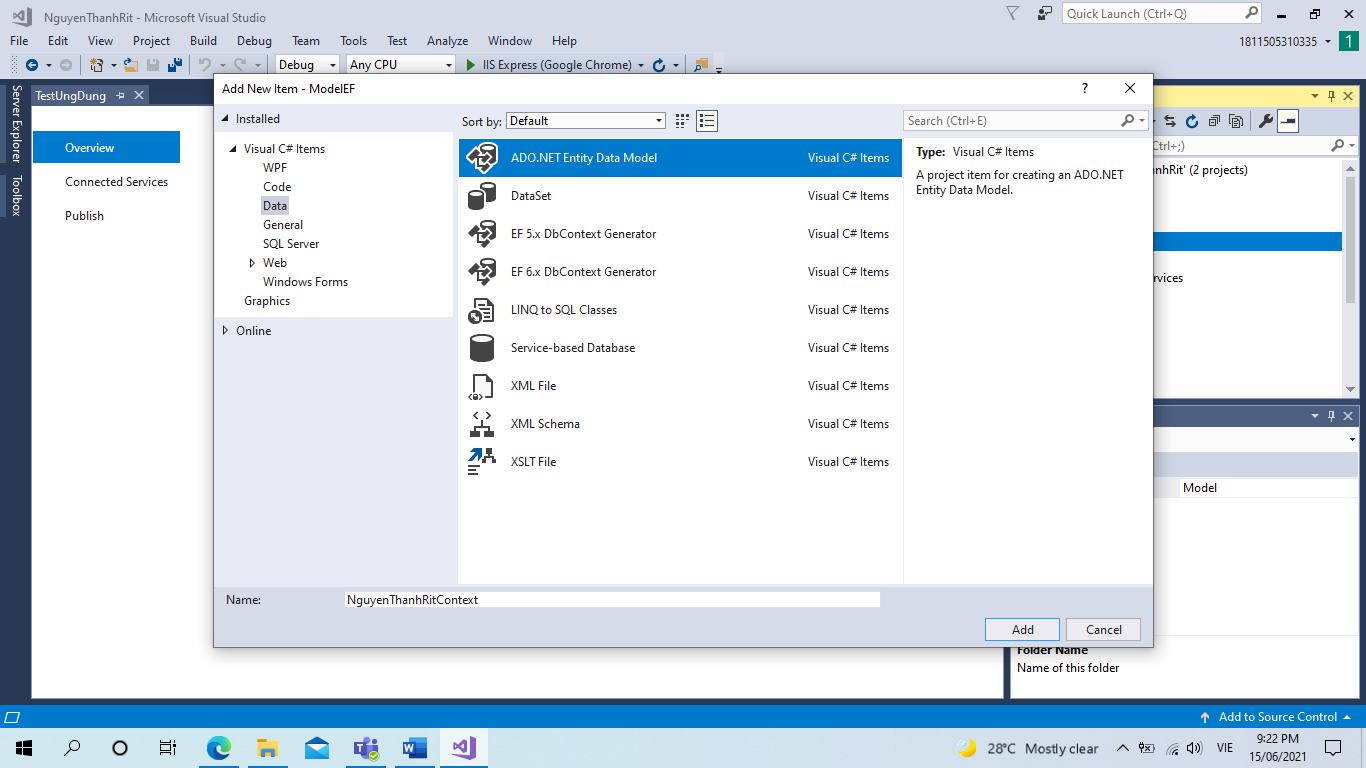 NguyenThanhRit - Microsoft Visual Studio
Quick Launch (Ctrl+Q)
File Edit View Project Build Debug Team Tools Test Analyze Window Help
1811505310335
1
Debug Any CPU IIS Express (Google Chrome)
Server Explorer
Toolbox
TestUngDung
Overview
Connected Services
Publish
Add New Item - ModelEF
?
Installed
Visual C# Items
WPF
Code
Data
General
SQL Server
Web
Windows Forms
Graphics
Online
Sort by: Default
Search (Ctrl+E)
ADO.NET Entity Data Model Visual C# Items
DataSet Visual C# Items
EF 5.x DbContext Generator Visual C# Items
EF 6.x DbContext Generator Visual C# Items
LINQ to SQL Classes Visual C# Items
Service-based Database Visual C# Items
XML File Visual C# Items
XML Schema Visual C# Items
XSLT File Visual C# Items
Type: Visual C# Items
A project item for creating an ADO.NET
Entity Data Model.
Name: NguyenThanhRitContext
Add Cancel
Ctrl+;)
nhRit' (2 projects)
rvices
Model
Folder Name
Name of this folder
Add to Source Control
28°C Mostly clear
VIE
9:22 PM
15/06/2021